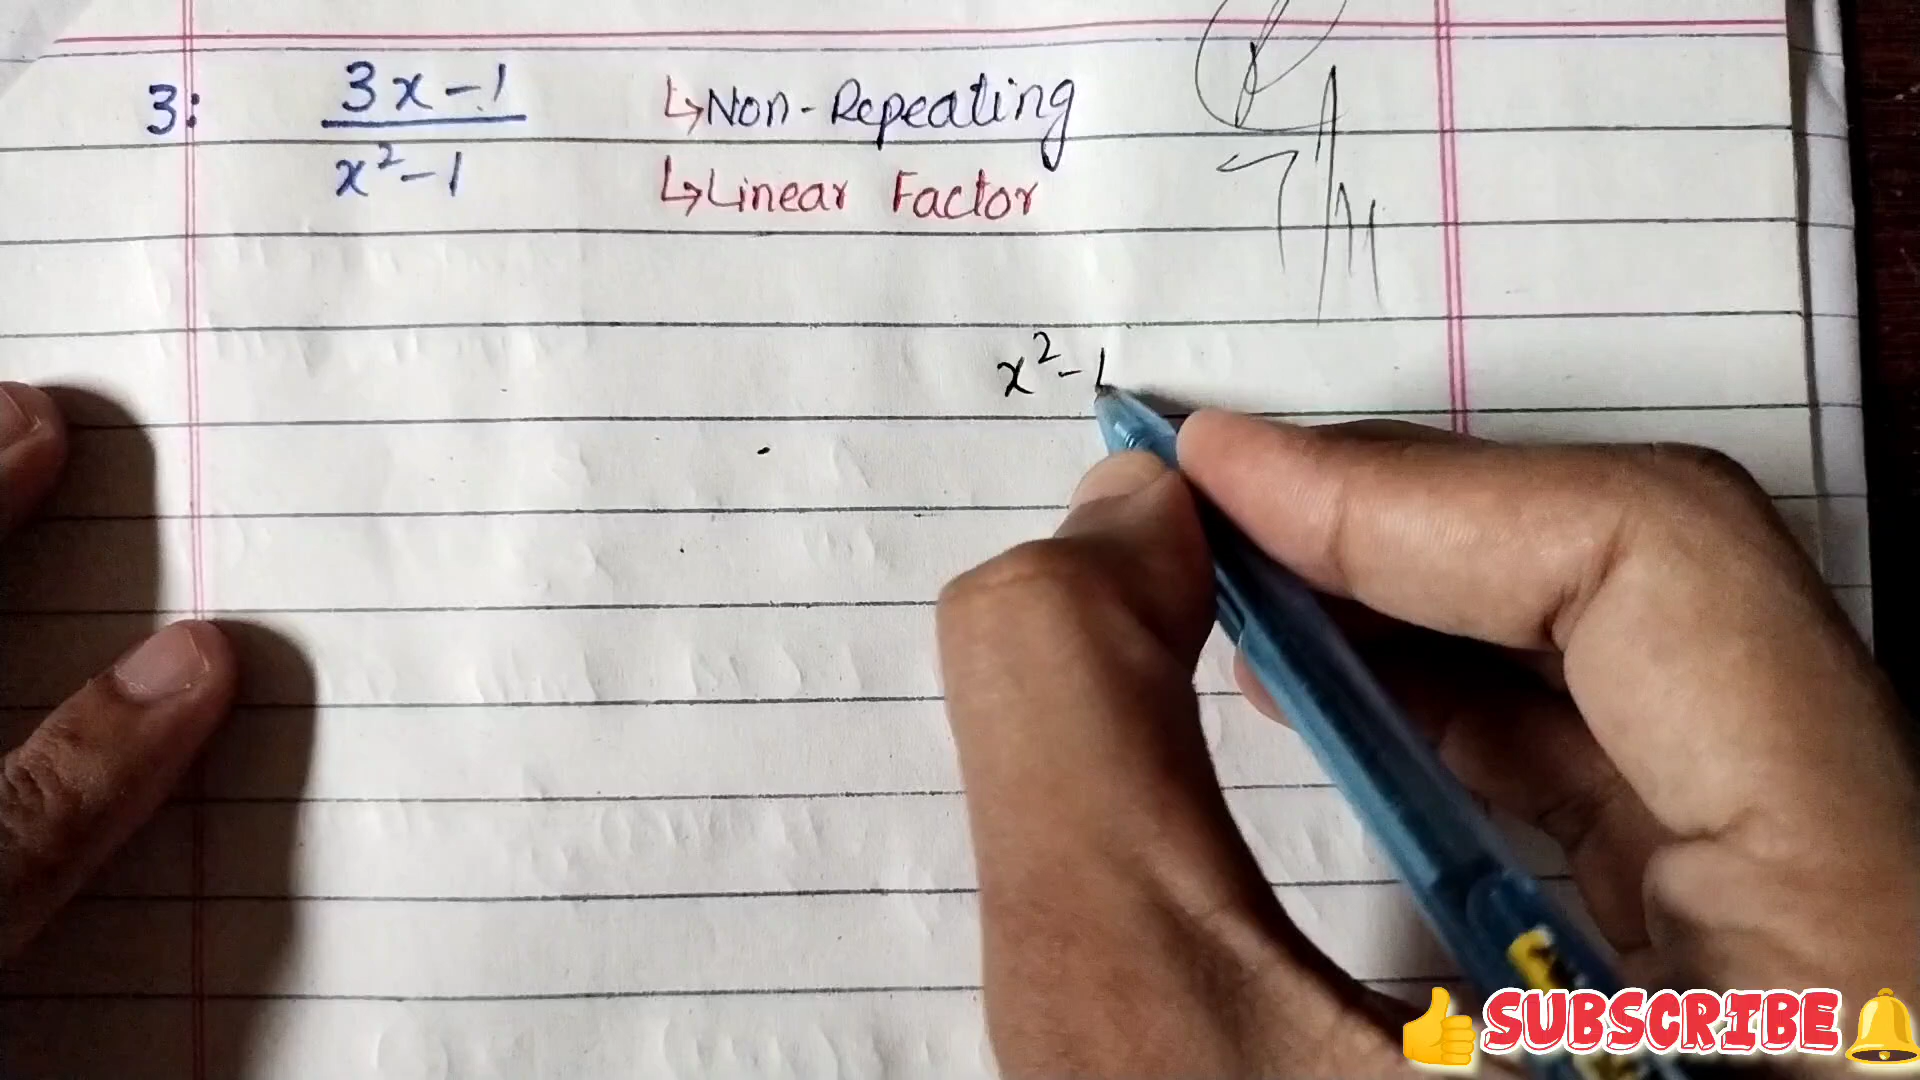 3: 3x-1 ↳Non-Repeating
x²-1 ↳Linear Factor
x²-1
SUBSCRIBE